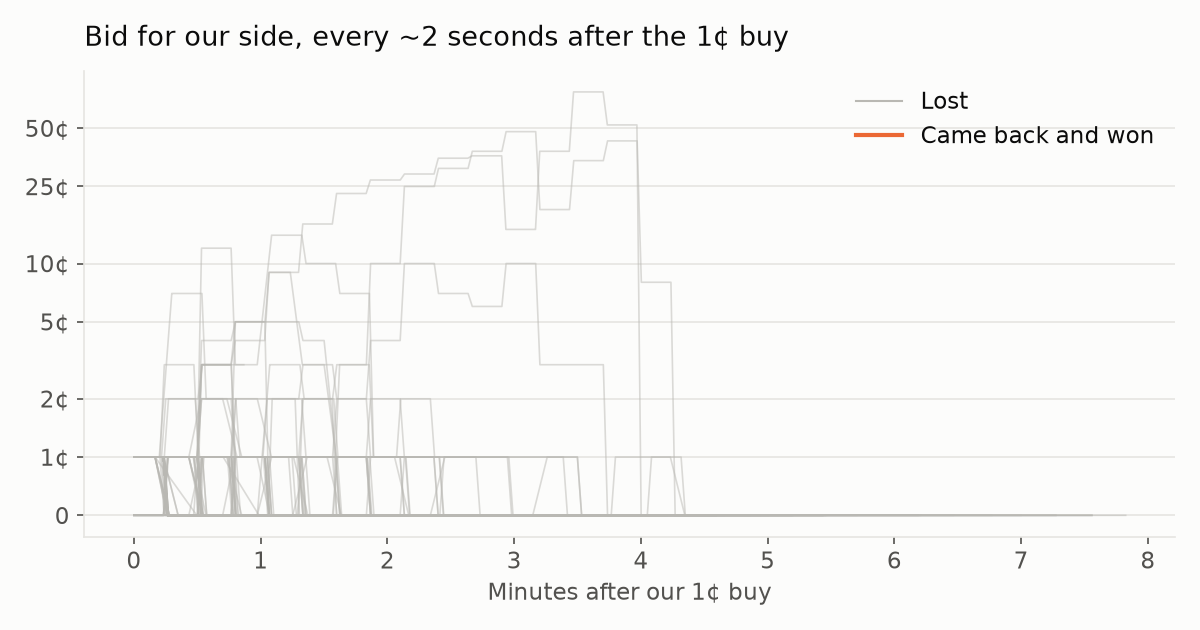 Bid for our side, every ~2 seconds after the 1¢ buy
Lost
Came back and won
50¢
25¢
10¢
5¢
2¢
1¢
0
0 1 2 3 4 5 6 7 8
Minutes after our 1¢ buy